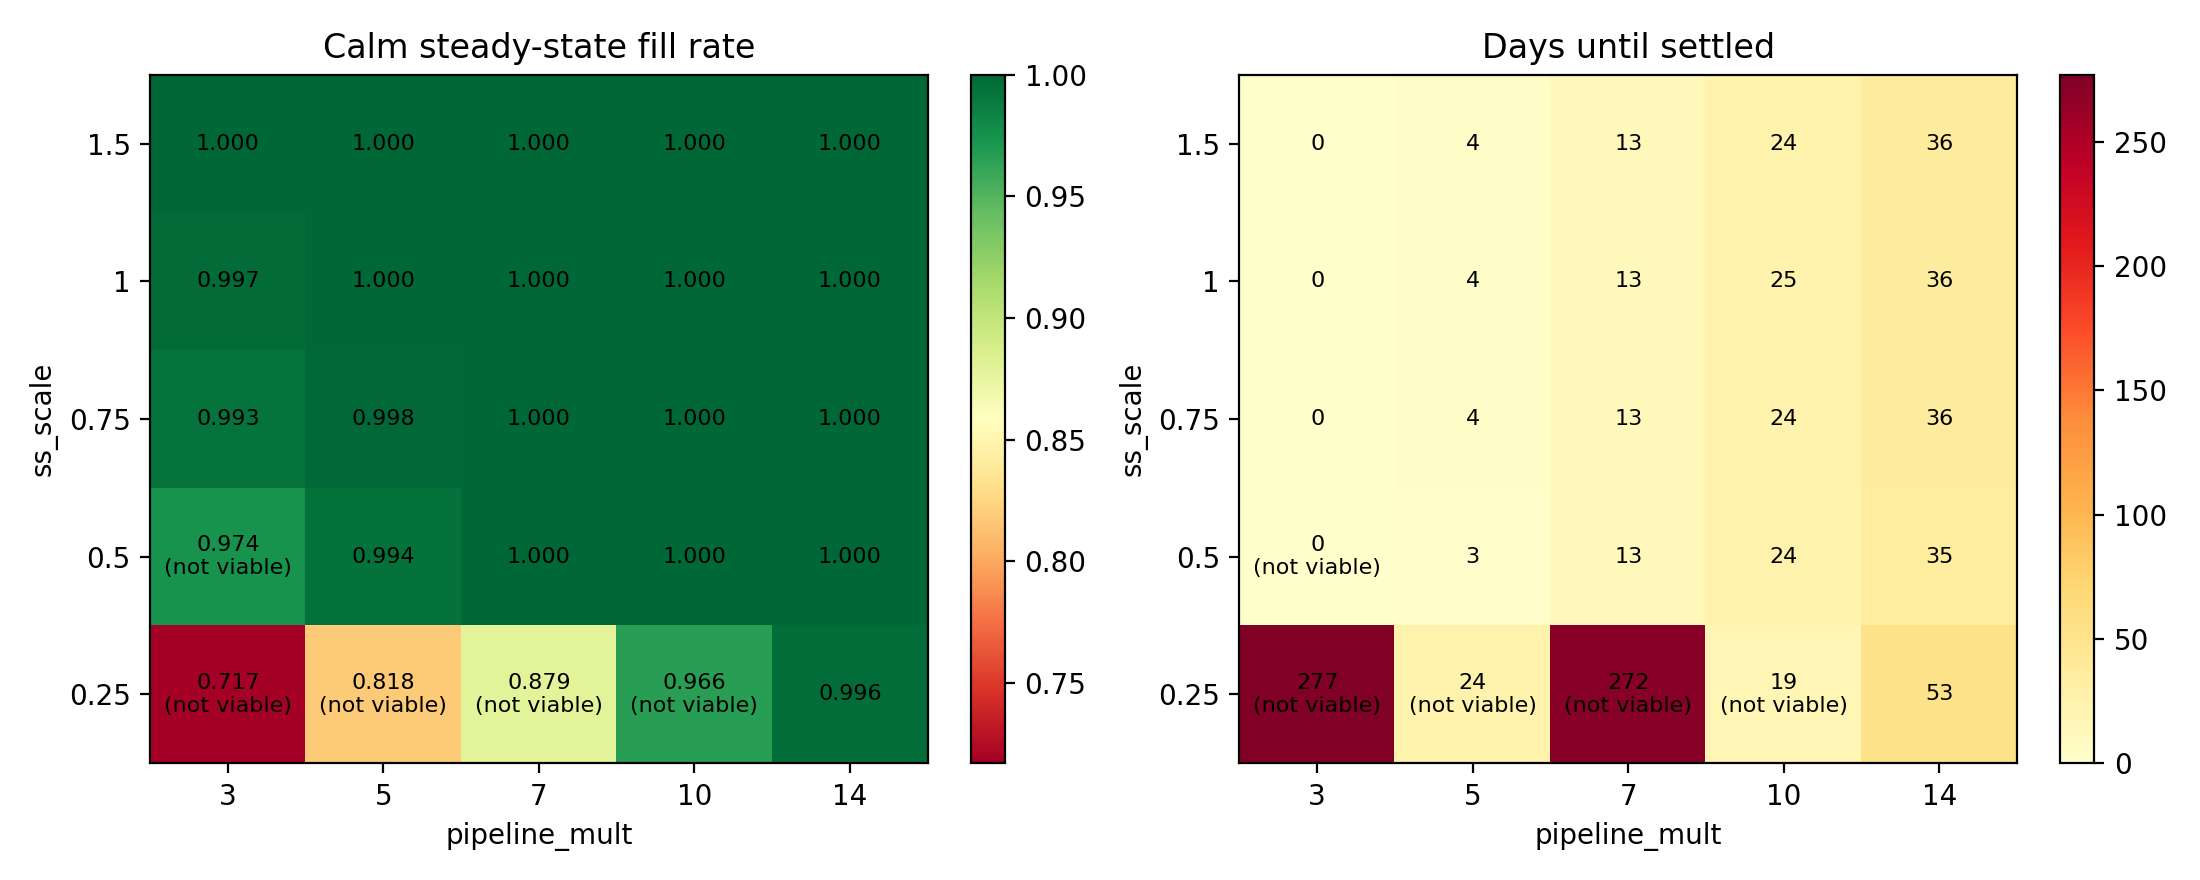 Calm steady-state fill rate
ss_scale
1.5
1.000 1.000 1.000 1.000 1.000
1
0.997 1.000 1.000 1.000 1.000
0.75
0.993 0.998 1.000 1.000 1.000
0.5
0.974
(not viable)
0.994 1.000 1.000 1.000
0.25
0.717
(not viable)
0.818
(not viable)
0.879
(not viable)
0.966
(not viable)
0.996
3 5 7 10 14
pipeline_mult
1.00
0.95
0.90
0.85
0.80
0.75
Days until settled
ss_scale
1.5
0 4 13 24 36
1
0 4 13 25 36
0.75
0 4 13 24 36
0.5
0
(not viable)
3 13 24 35
0.25
277
(not viable)
24
(not viable)
272
(not viable)
19
(not viable)
53
3 5 7 10 14
pipeline_mult
250
200
150
100
50
0